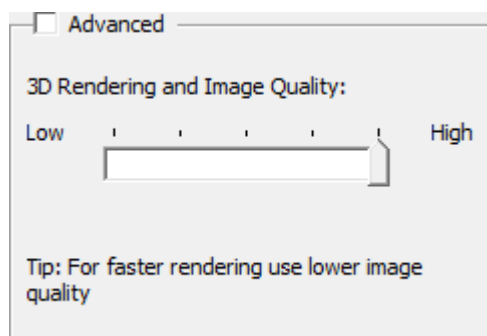 Advanced
3D Rendering and Image Quality:
Low High
Tip: For faster rendering use lower image
quality